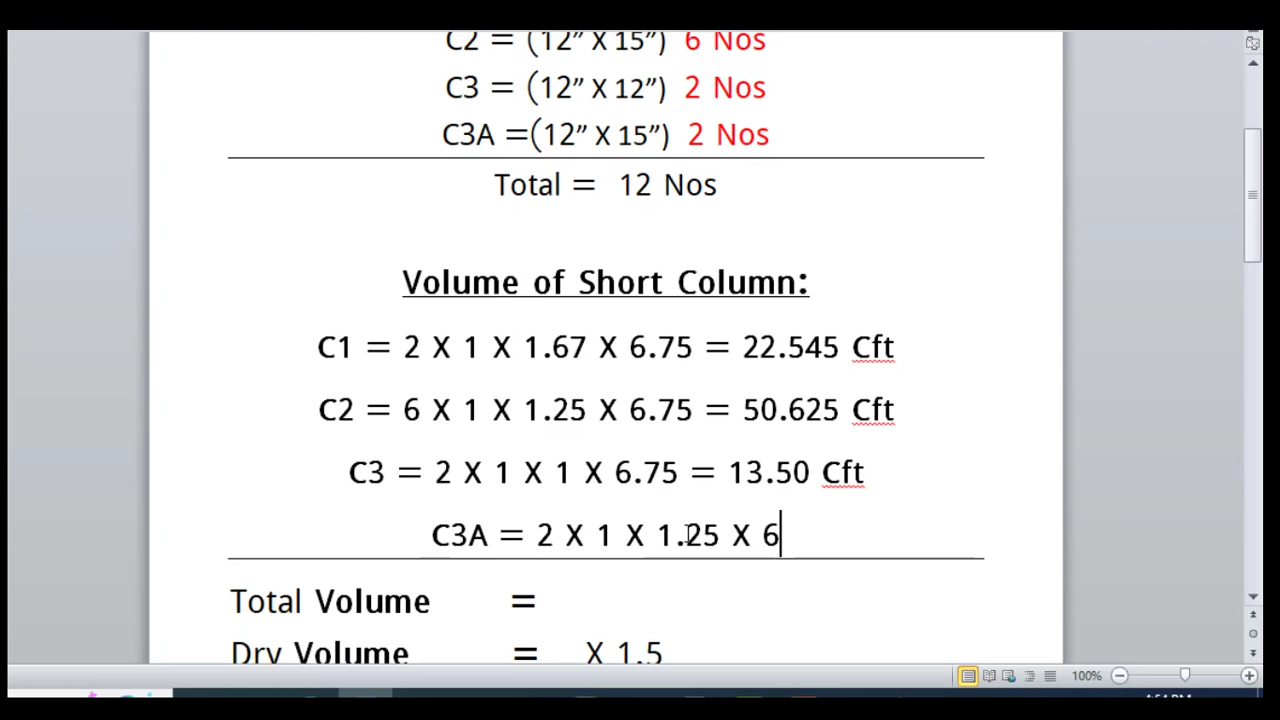 C2 = (12” X 15”) 6 Nos
C3 = (12” X 12”) 2 Nos
C3A =(12” X 15”) 2 Nos
Total = 12 Nos
Volume of Short Column:
C1 = 2 X 1 X 1.67 X 6.75 = 22.545 Cft
C2 = 6 X 1 X 1.25 X 6.75 = 50.625 Cft
C3 = 2 X 1 X 1 X 6.75 = 13.50 Cft
C3A = 2 X 1 X 1.25 X 6
Total Volume =
Dry Volume = X 1.5
100%